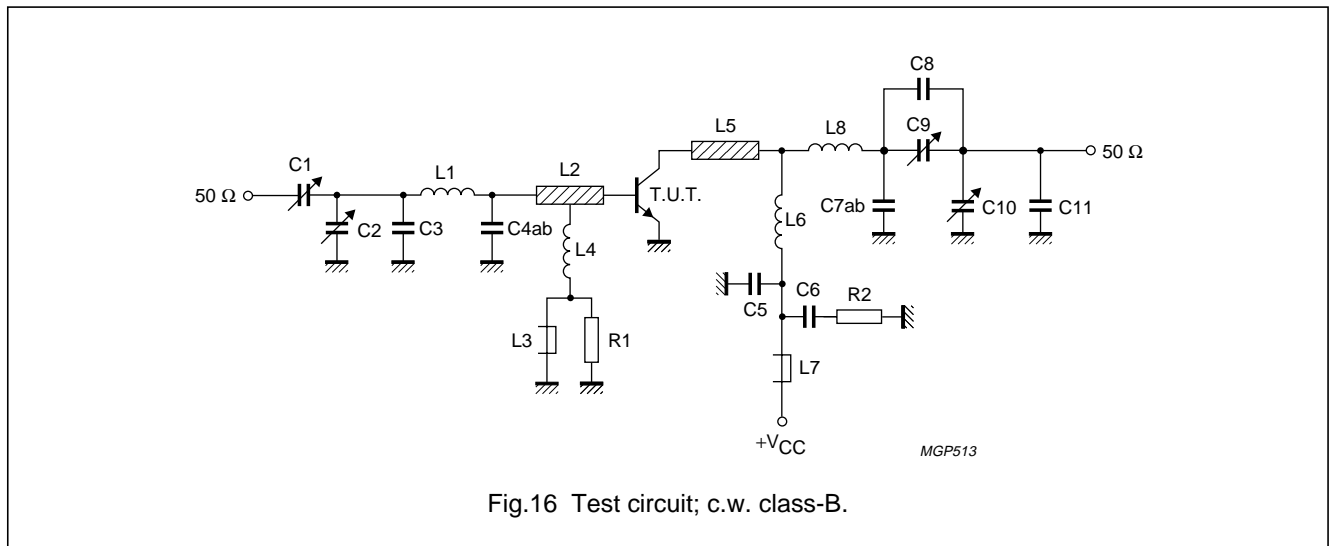 C8
L5
L8
C9
C1
L2
50 Ω
L1
T.U.T.
50 Ω
C2
C3
C4ab
L4
L6
C7ab
C10
C11
C5
C6
R2
L3
R1
L7
+VCC
MGP513
Fig.16 Test circuit; c.w. class-B.